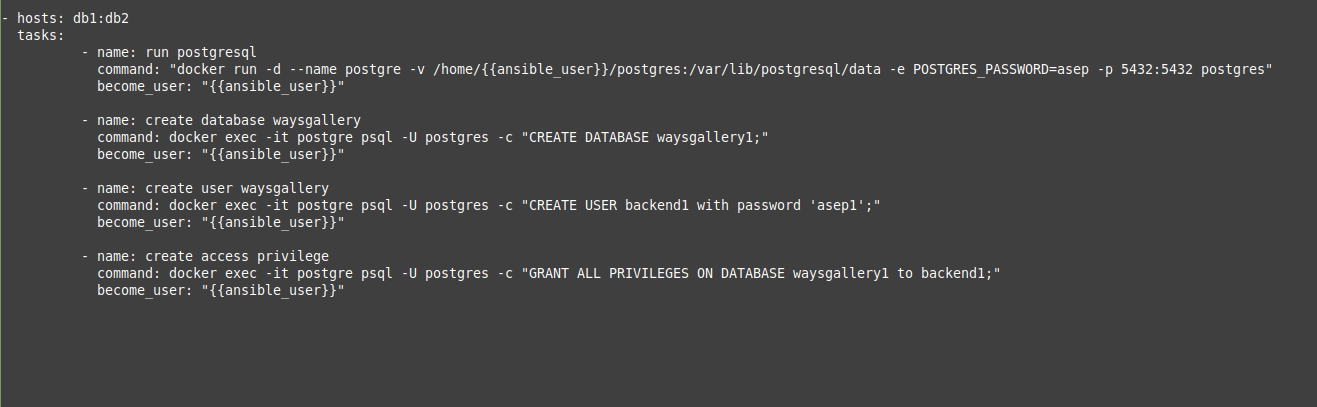 - hosts: db1:db2
  tasks:
          - name: run postgresql
            command: "docker run -d --name postgre -v /home/{{ansible_user}}/postgres:/var/lib/postgresql/data -e POSTGRES_PASSWORD=asep -p 5432:5432 postgres"
            become_user: "{{ansible_user}}"

          - name: create database waysgallery
            command: docker exec -it postgre psql -U postgres -c "CREATE DATABASE waysgallery1;"
            become_user: "{{ansible_user}}"

          - name: create user waysgallery
            command: docker exec -it postgre psql -U postgres -c "CREATE USER backend1 with password 'asep1';"
            become_user: "{{ansible_user}}"

          - name: create access privilege
            command: docker exec -it postgre psql -U postgres -c "GRANT ALL PRIVILEGES ON DATABASE waysgallery1 to backend1;"
            become_user: "{{ansible_user}}"